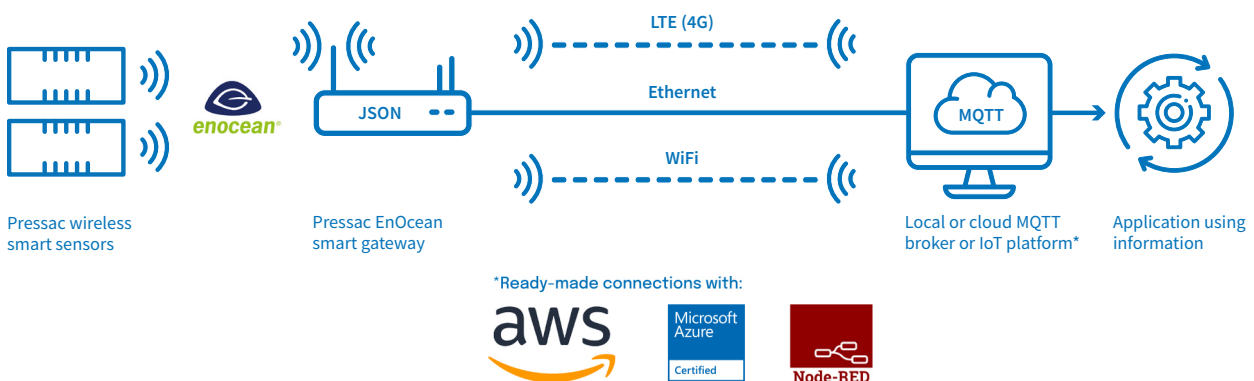 LTE (4G)
enocean®
JSON
Ethernet
MQTT
WiFi
Pressac wireless
smart sensors
Pressac EnOcean
smart gateway
Local or cloud MQTT
broker or IoT platform*
Application using
information
*Ready-made connections with:
aws
Microsoft
Azure
Certified
Node-RED